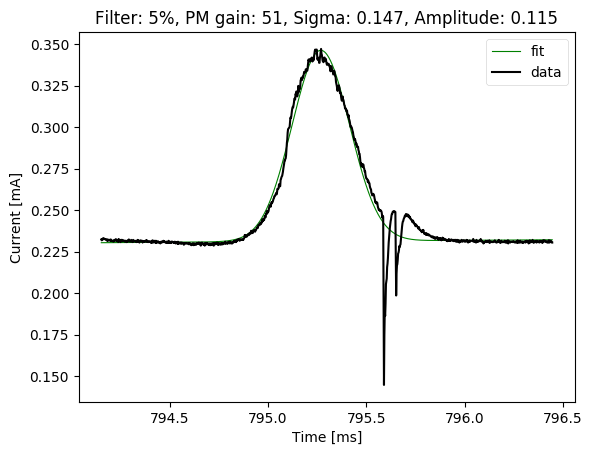 Filter: 5%, PM gain: 51, Sigma: 0.147, Amplitude: 0.115
fit
data
Current [mA]
0.350
0.325
0.300
0.275
0.250
0.225
0.200
0.175
0.150
794.5 795.0 795.5 796.0 796.5
Time [ms]